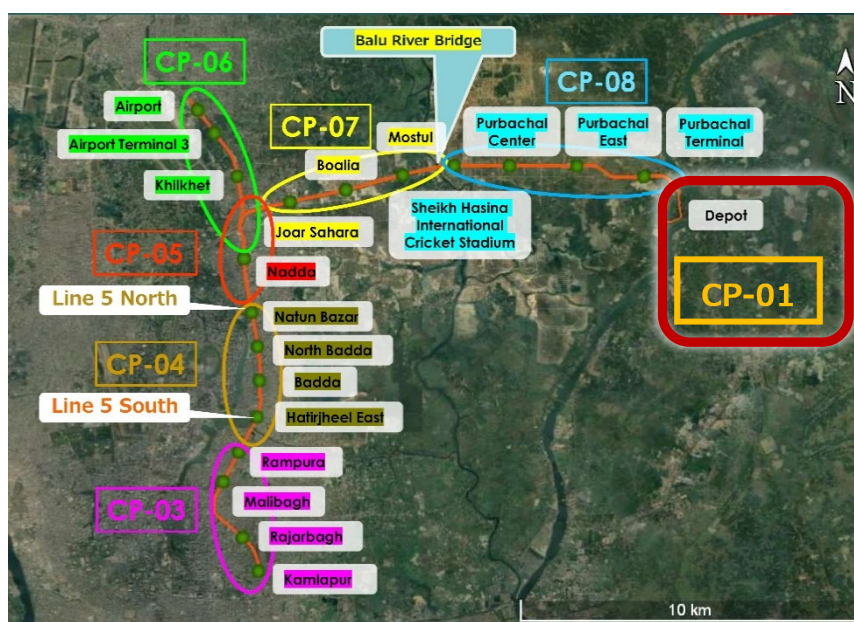 Balu River Bridge
CP-06
CP-08
N
Airport
CP-07
Mostul
Purbachal
Center
Purbachal
East
Purbachal
Terminal
Airport Terminal 3
Boalia
Khilkhet
Sheikh Hasina
International
Cricket Stadium
Depot
Joar Sahara
CP-05
Nadda
CP-01
Line 5 North
Natun Bazar
North Badda
CP-04
Badda
Line 5 South
Hatirjheel East
Rampura
CP-03
Malibagh
Rajarbagh
Kamlapur
10 km